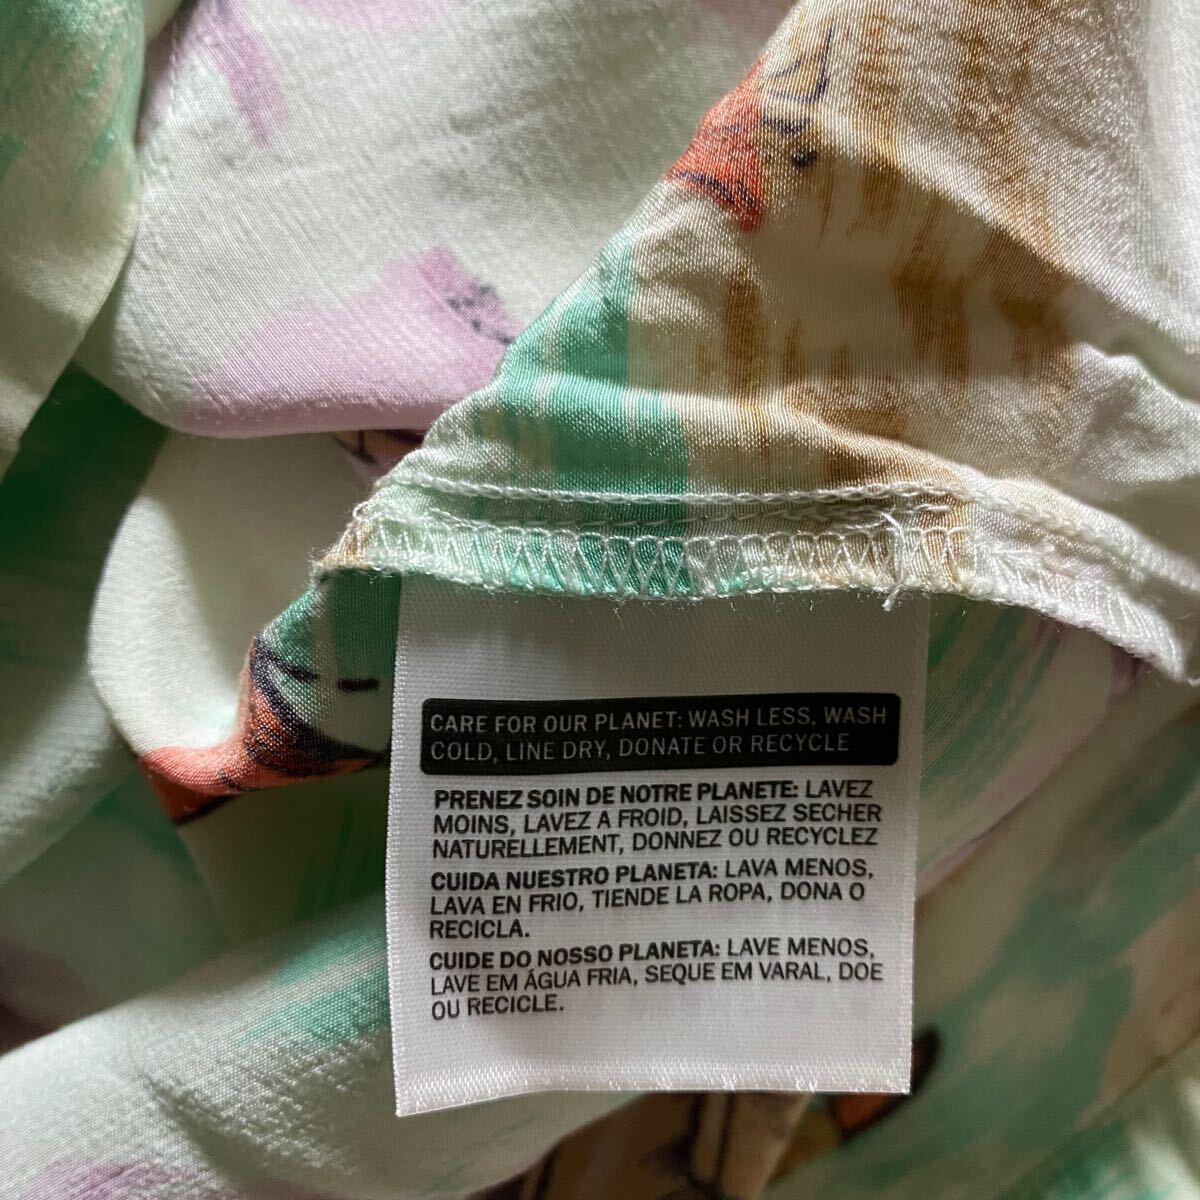 CARE FOR OUR PLANET: WASH LESS, WASH
COLD, LINE DRY, DONATE OR RECYCLE
PRENEZ SOIN DE NOTRE PLANETE: LAVEZ
MOINS, LAVEZ A FROID, LAISSEZ SECHER
NATURELLEMENT, DONNEZ OU RECYCLEZ
CUIDA NUESTRO PLANETA: LAVA MENOS,
LAVA EN FRIO, TIENDE LA ROPA, DONA O
RECICLA.
CUIDE DO NOSSO PLANETA: LAVE MENOS,
LAVE EM ÁGUA FRIA, SEQUE EM VARAL, DOE
OU RECICLE.